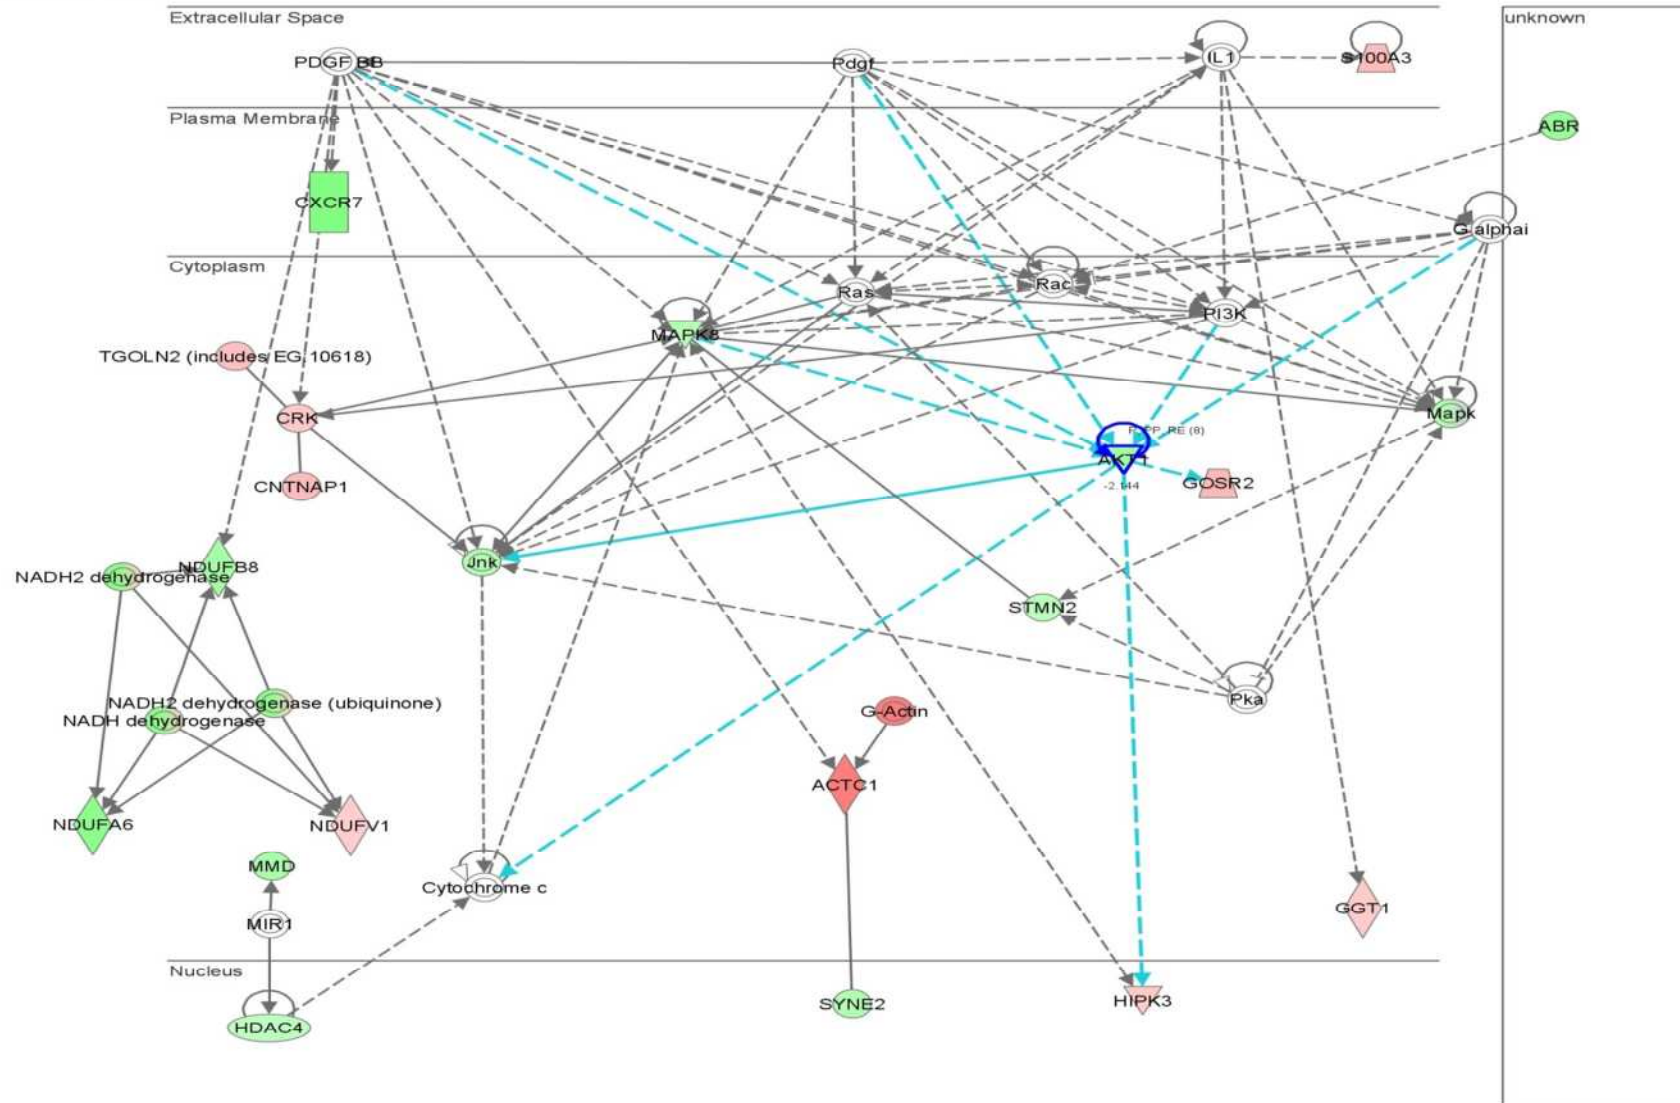 Extracellular Space
unknown
PDGF BB
Pdgf
IL1
S100A3
Plasma Membrane
ABR
CXCR7
G alphai
Cytoplasm
Ras
Rac
PI3K
MAPK8
TGOLN2 (includes EG:10618)
CRK
Mapk
AKT1
-2.144
GOSR2
CNTNAP1
Jnk
NDUFB8
NADH2 dehydrogenase
STMN2
Pka
NADH2 dehydrogenase (ubiquinone)
NADH dehydrogenase
G-Actin
ACTC1
NDUFA6
NDUFV1
MMD
Cytochrome c
MIR1
GGT1
Nucleus
SYNE2
HIPK3
HDAC4